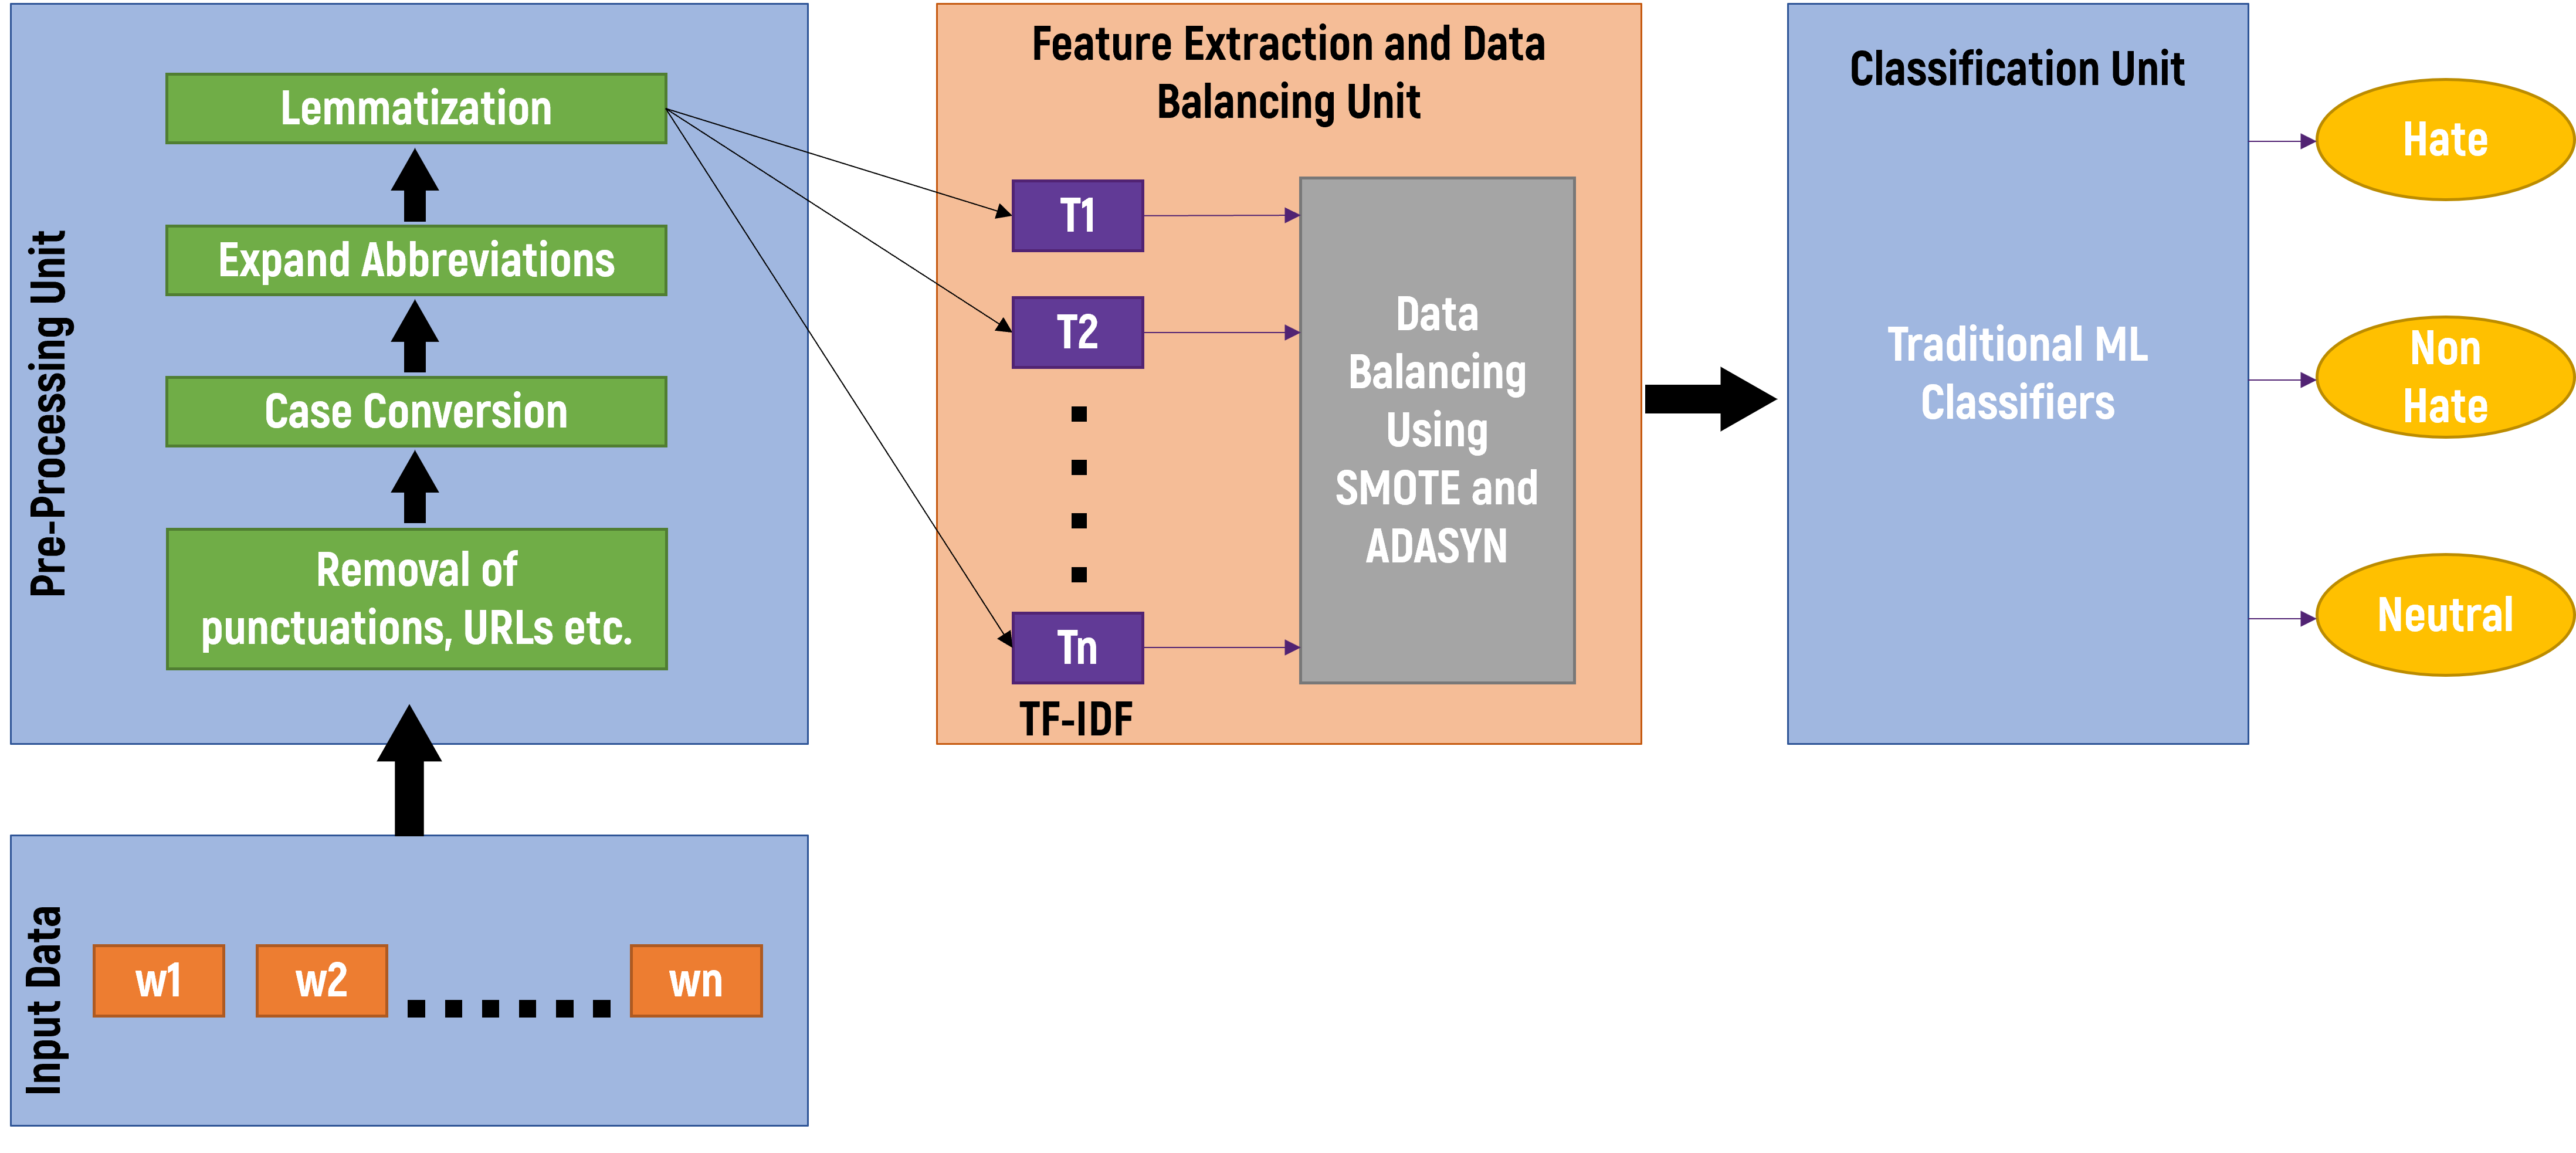 Pre-Processing Unit
Lemmatization
Expand Abbreviations
Case Conversion
Removal of
punctuations, URLs etc.
Input Data
w1
w2
wn
Feature Extraction and Data
Balancing Unit
T1
T2
Tn
TF-IDF
Data
Balancing
Using
SMOTE and
ADASYN
Classification Unit
Traditional ML
Classifiers
Hate
Non
Hate
Neutral